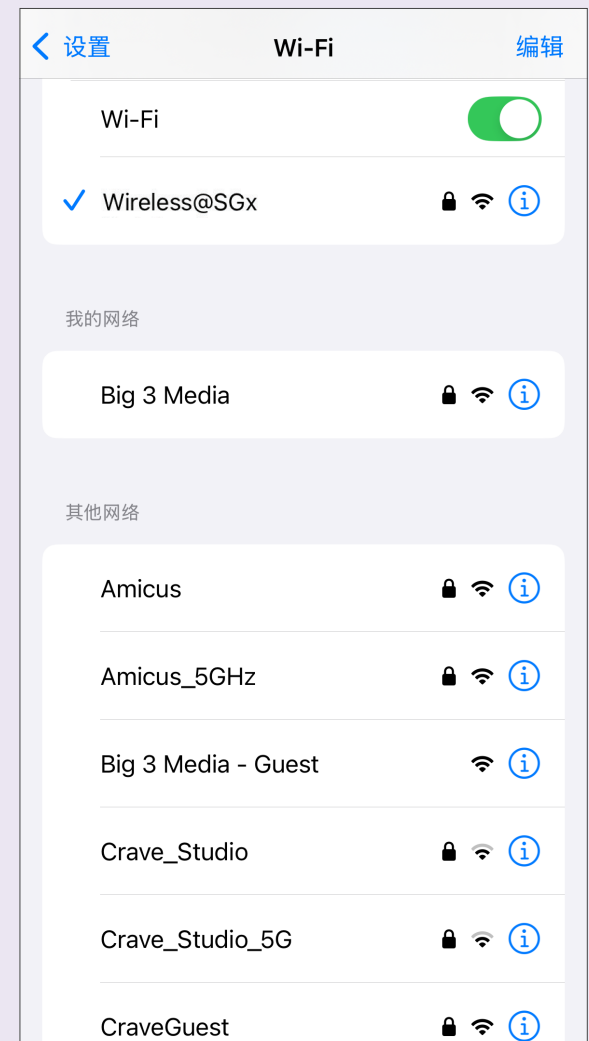 设置 Wi-Fi 编辑
Wi-Fi
Wireless@SGx
我的网络
Big 3 Media
其他网络
Amicus
Amicus_5GHz
Big 3 Media - Guest
Crave_Studio
Crave_Studio_5G
CraveGuest